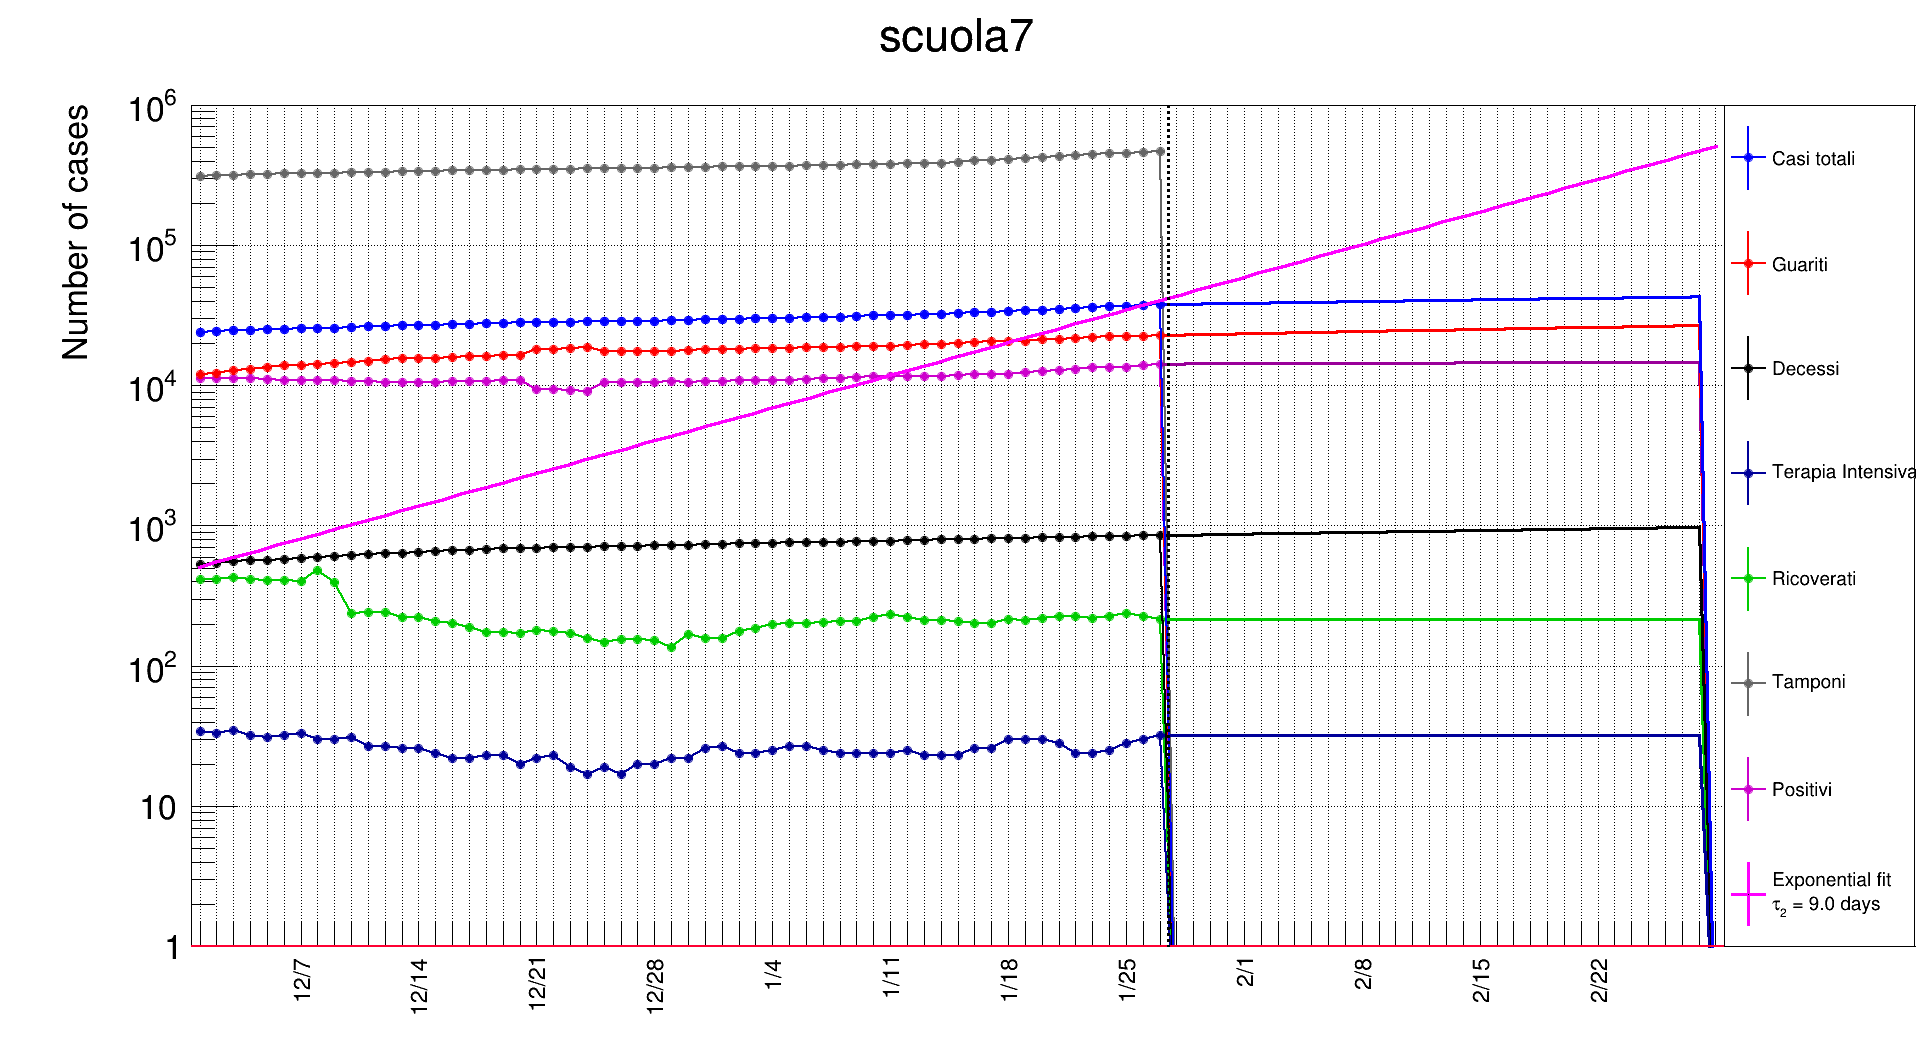 scuola7
Number of cases
10^6
10^5
10^4
10^3
10^2
10
1
12/7
12/14
12/21
12/28
1/4
1/11
1/18
1/25
2/1
2/8
2/15
2/22
Casi totali
Guariti
Decessi
Terapia Intensiva
Ricoverati
Tamponi
Positivi
Exponential fit
τ₂ = 9.0 days